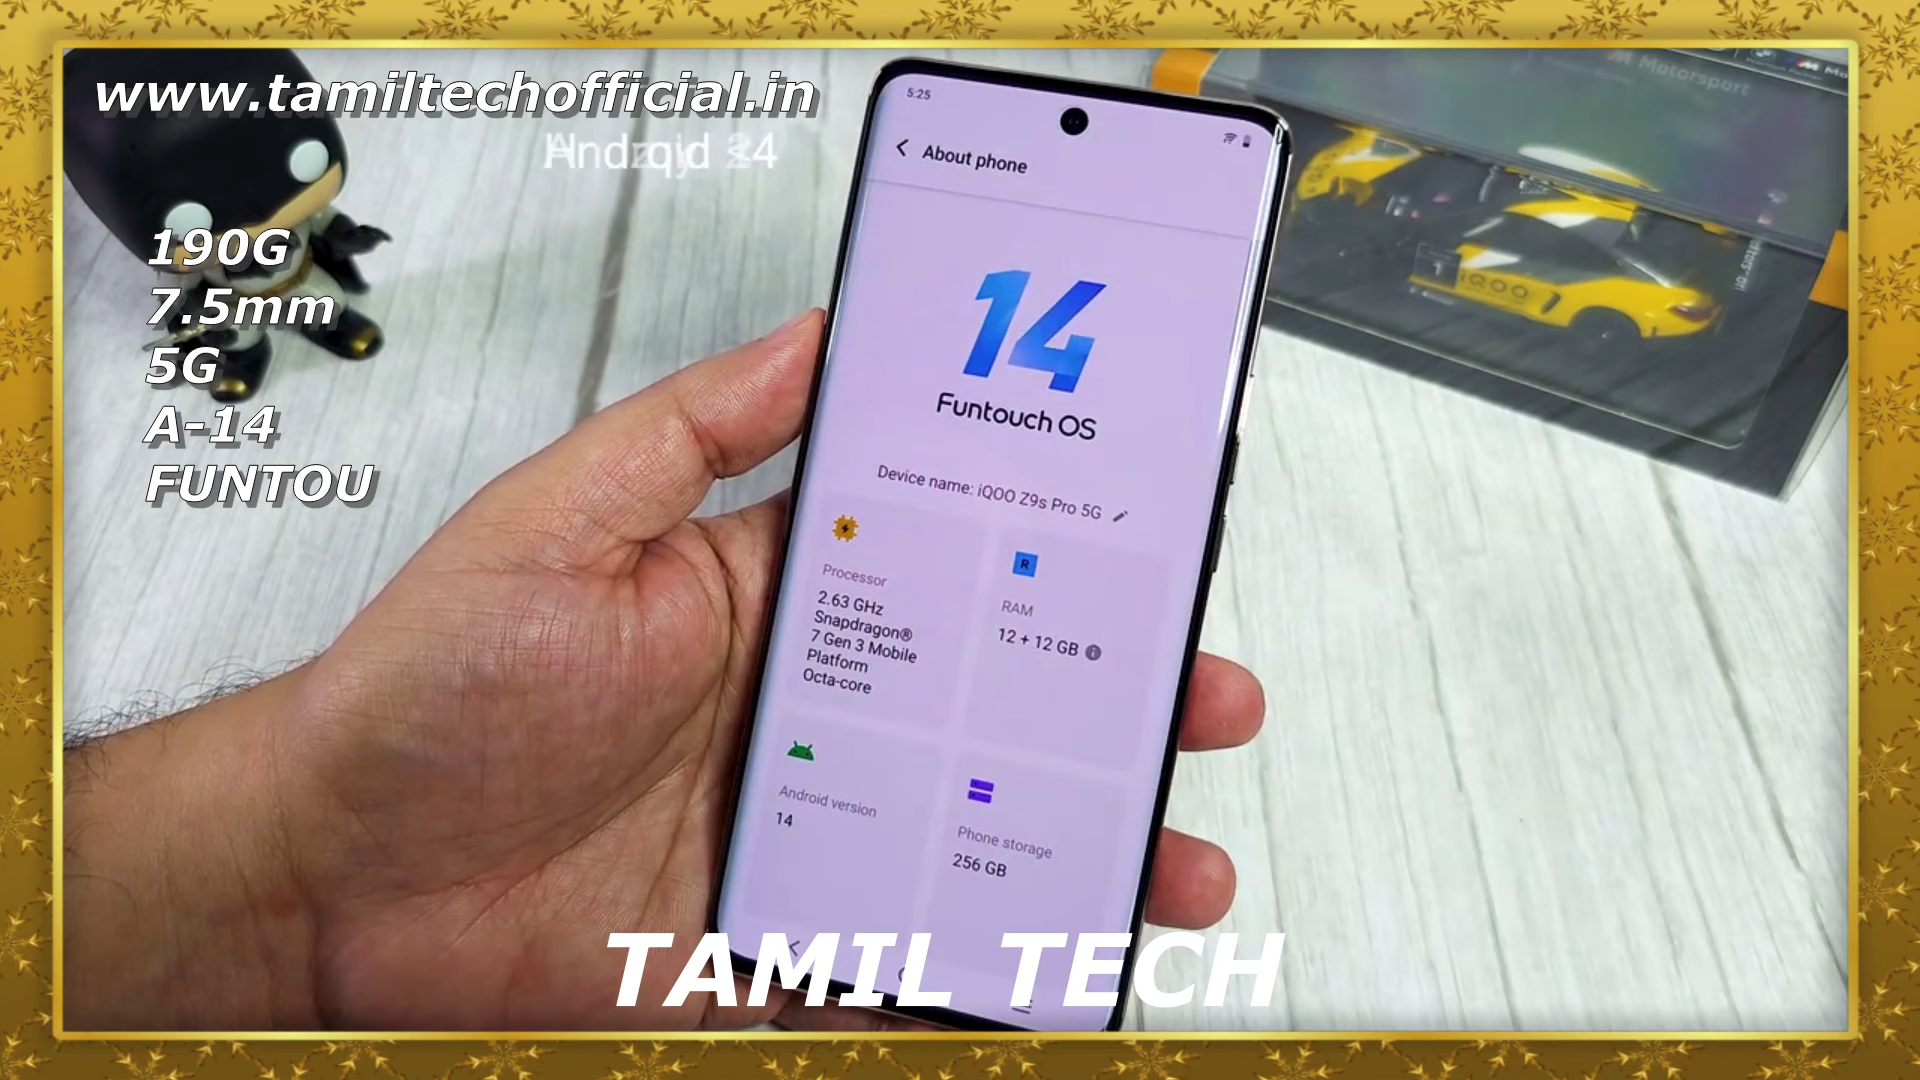 www.tamiltechofficial.in
190G
7.5mm
5G
A-14
FUNTOU
5:25
About phone
14
Funtouch OS
Device name: iQOO Z9s Pro 5G
Processor
2.63 GHz
Snapdragon®
7 Gen 3 Mobile
Platform
Octa-core
R
RAM
12 + 12 GB
Android version
14
Phone storage
256 GB
M Motorsport
iQOO
TAMIL TECH